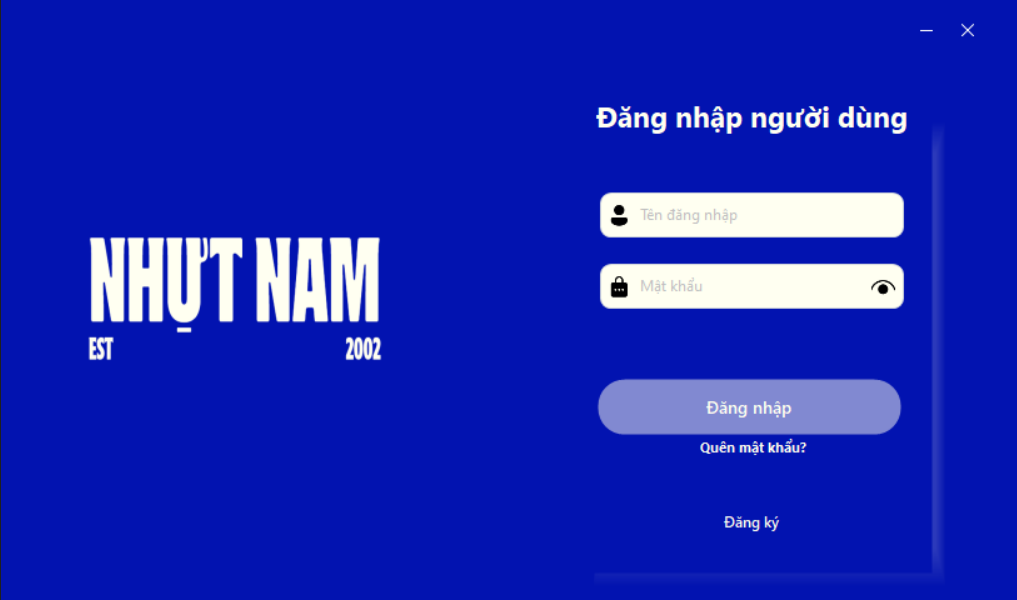 Đăng nhập người dùng
Tên đăng nhập
Mật khẩu
NHỰT NAM
EST 2002
Đăng nhập
Quên mật khẩu?
Đăng ký